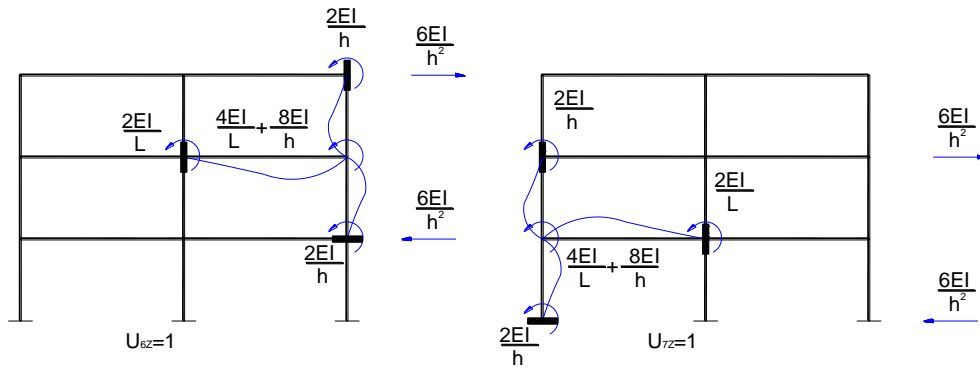 2EI
h
6EI
h²
2EI
L
4EI + 8EI
L h
6EI
h²
2EI
h
U6Z=1
2EI
h
6EI
h²
2EI
L
4EI + 8EI
L h
6EI
h²
2EI
h
U7Z=1